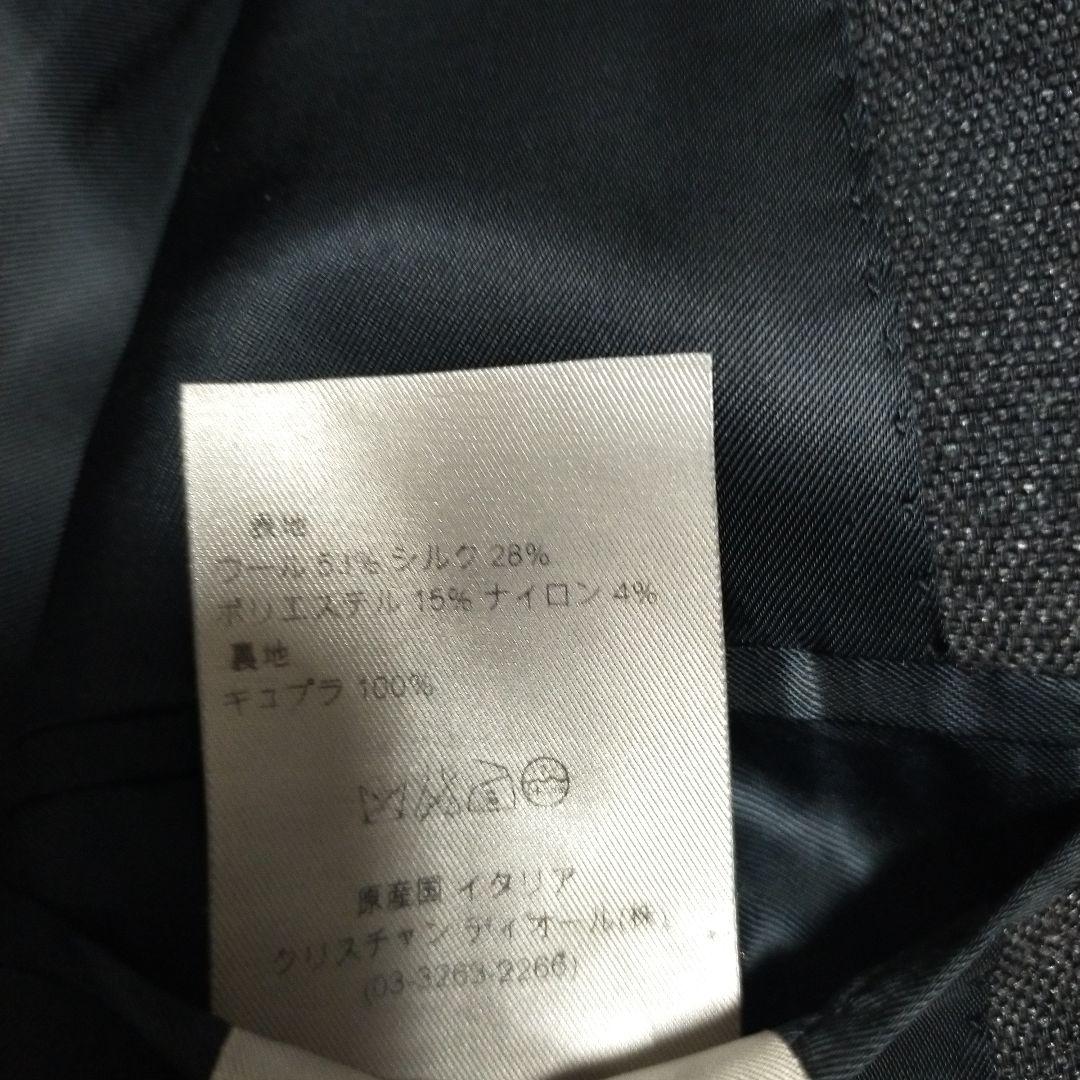 表地
ウール 53% シルク 28%
ポリエステル 15% ナイロン 4%
裏地
キュプラ 100%
原産国 イタリア
クリスチャン ディオール(株)
(03-3263-2266)